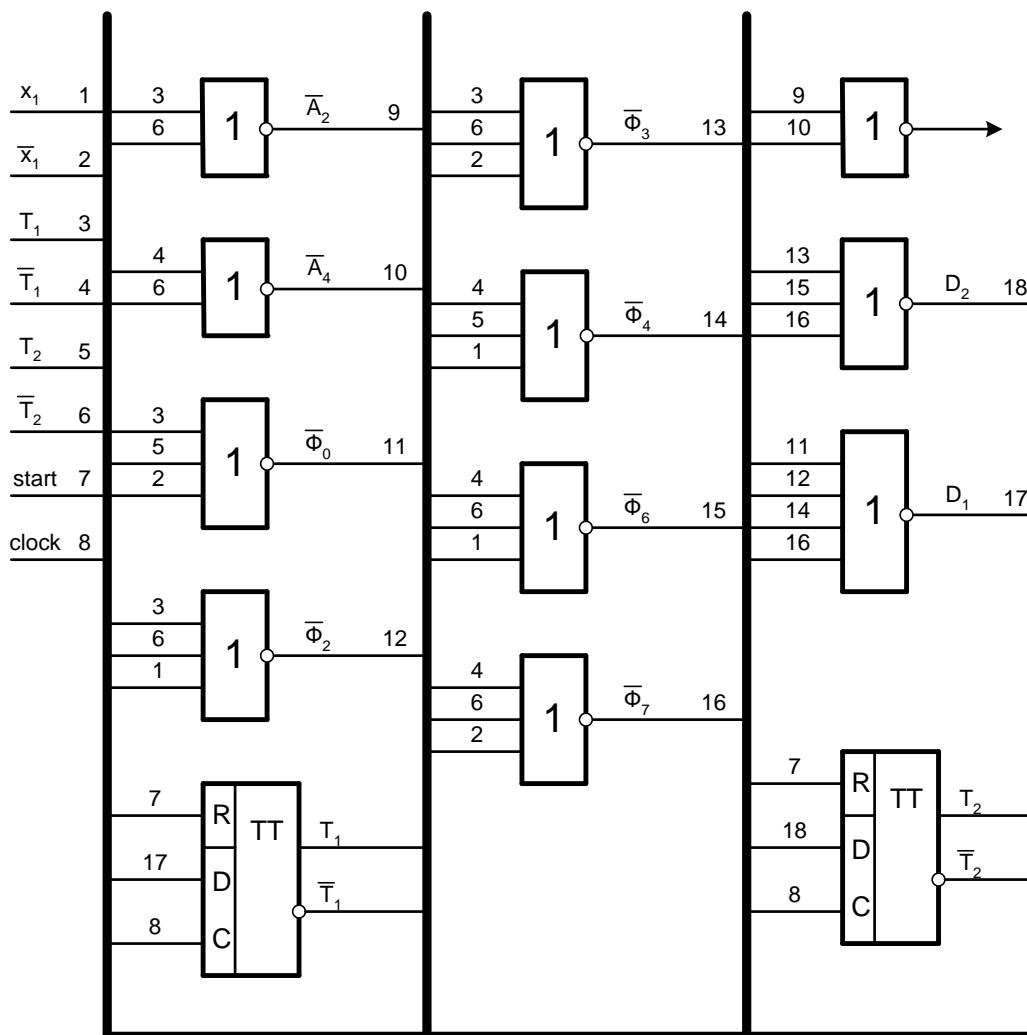 x₁ 1
x̅₁ 2
T₁ 3
T̅₁ 4
T₂ 5
T̅₂ 6
start 7
clock 8
3
6
1
A̅₂ 9
4
6
1
A̅₄ 10
3
5
2
1
Φ̅₀ 11
3
6
1
1
Φ̅₂ 12
7
17
8
R
D
C
TT
T₁
T̅₁
3
6
2
1
Φ̅₃ 13
4
5
1
1
Φ̅₄ 14
4
6
1
1
Φ̅₆ 15
4
6
2
1
Φ̅₇ 16
9
10
1
13
15
16
1
D₂ 18
11
12
14
16
1
D₁ 17
7
18
8
R
D
C
TT
T₂
T̅₂